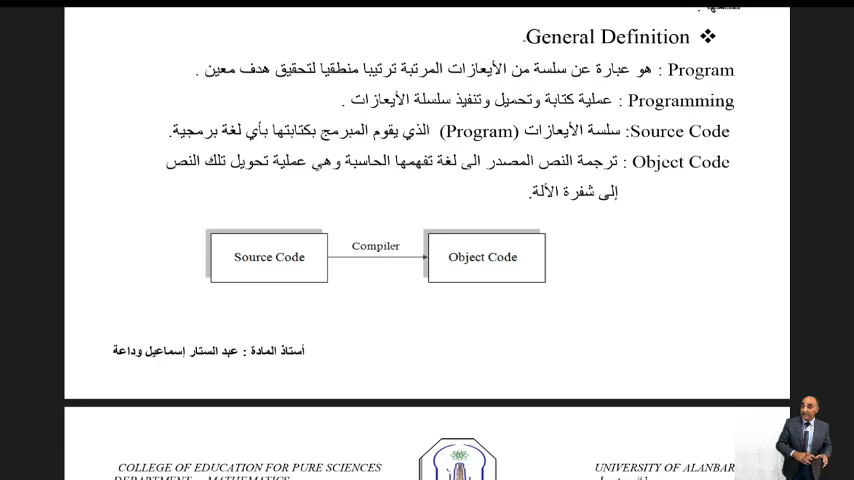 ❖ General Definition.
Program : هو عبارة عن سلسة من الأيعازات المرتبة ترتيبا منطقيا لتحقيق هدف معين .
Programming : عملية كتابة وتحميل وتنفيذ سلسلة الأيعازات .
Source Code: سلسة الأيعازات (Program) الذي يقوم المبرمج بكتابتها بأي لغة برمجية.
Object Code : ترجمة النص المصدر الى لغة تفهمها الحاسبة وهي عملية تحويل تلك النص
إلى شفرة الألة.
Source Code
Compiler
Object Code
أستاذ المادة : عبد الستار إسماعيل وداعة
COLLEGE OF EDUCATION FOR PURE SCIENCES
UNIVERSITY OF ALANBAR